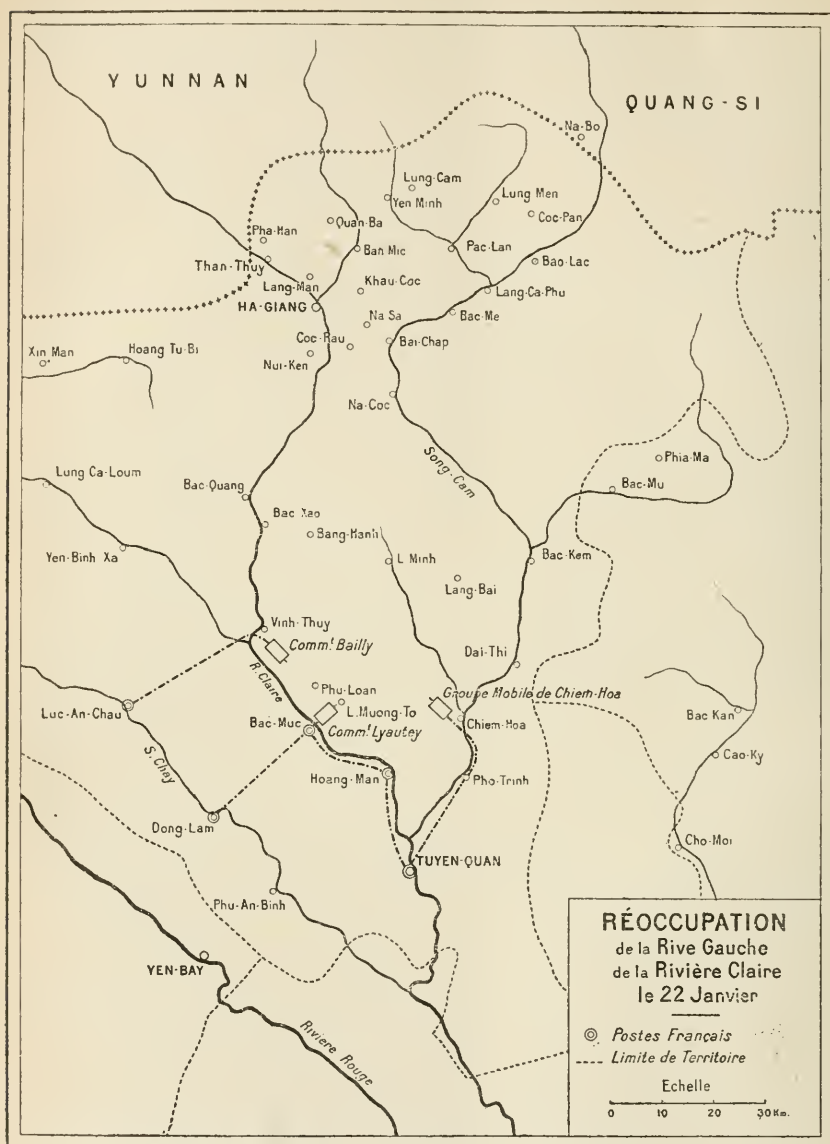 YUNNAN
QUANG-SI
Na-Bo
Lung-Cam
Yen Minh
Lung Men
Coc-Pan
Quan-Ba
Pha-Han
Ban Mic
Pac-Lan
Than-Thuy
Bao-Lac
Lang-Man
Khau-Coc
Lang-Ca-Phu
HA-GIANG
Na Sa
Bac-Me
Coc-Rau
Bai-Chap
Xin Man
Hoang Tu-Bi
Nui-Ken
Na-Coc
Song-Cam
Phia-Ma
Lung Ca-Loum
Bac-Quang
Bac-Mu
Bac Xao
Bang-Hanh
Yen-Binh Xa
L Minh
Bac-Kem
Lang-Bai
Vinh-Thuy
Commt Bailly
Dai-Thi
R. Claire
Phu-Loan
Groupe Mobile de Chiem-Hoa
Luc-An-Chau
L.Muong-To
Bac-Muc
Commt Lyautey
Chiem-Hoa
Bac Kan
S. Chay
Hoang-Man
Pho-Trinh
Cao-Ky
Dong-Lam
Cho-Moi
TUYEN-QUAN
Phu-An-Binh
YEN-BAY
Rivière Rouge
RÉOCCUPATION
de la Rive Gauche
de la Rivière Claire
le 22 Janvier
Postes Français
Limite de Territoire
Echelle
0 10 20 30 Km.